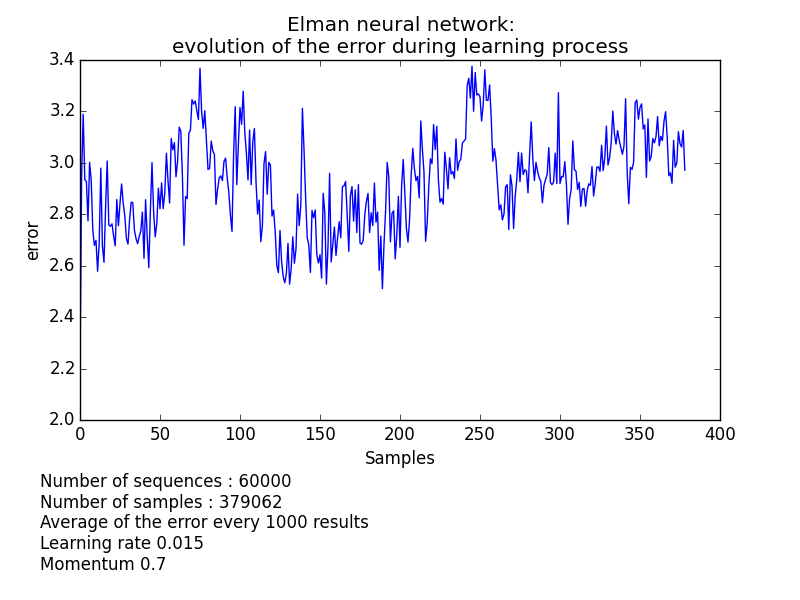 Elman neural network:
evolution of the error during learning process
3.4
3.2
3.0
2.8
2.6
2.4
2.2
2.0
error
0 50 100 150 200 250 300 350 400
Samples
Number of sequences : 60000
Number of samples : 379062
Average of the error every 1000 results
Learning rate 0.015
Momentum 0.7